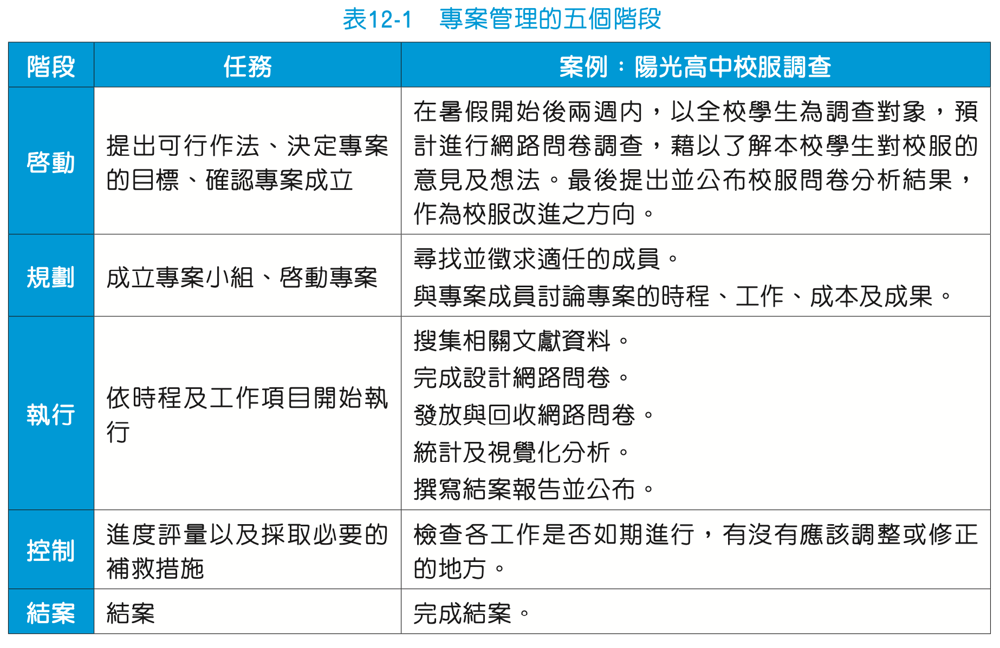 表12-1　專案管理的五個階段
階段　任務　案例：陽光高中校服調查
啓動
提出可行作法、決定專案
的目標、確認專案成立
在暑假開始後兩週內，以全校學生為調查對象，預
計進行網路問卷調查，藉以了解本校學生對校服的
意見及想法。最後提出並公布校服問卷分析結果，
作為校服改進之方向。
規劃
成立專案小組、啓動專案
尋找並徵求適任的成員。
與專案成員討論專案的時程、工作、成本及成果。
執行
依時程及工作項目開始執
行
搜集相關文獻資料。
完成設計網路問卷。
發放與回收網路問卷。
統計及視覺化分析。
撰寫結案報告並公布。
控制
進度評量以及採取必要的
補救措施
檢查各工作是否如期進行，有沒有應該調整或修正
的地方。
結案
結案
完成結案。